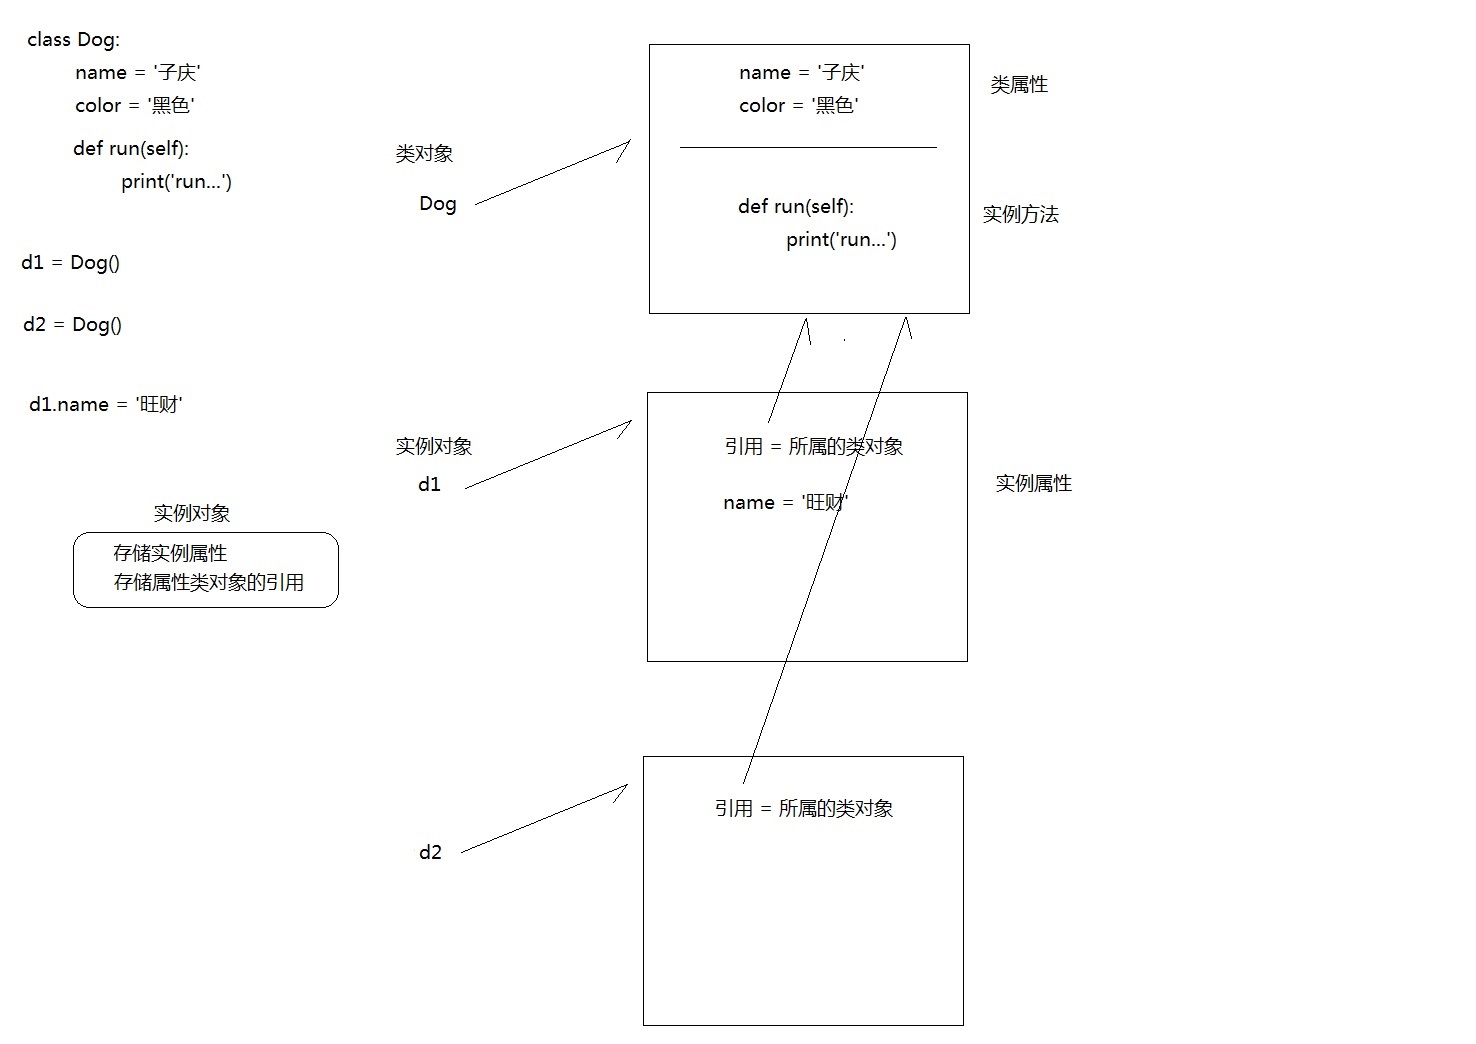 class Dog:
name = '子庆'
color = '黑色'
def run(self):
print('run...')
d1 = Dog()
d2 = Dog()
d1.name = '旺财'
实例对象
存储实例属性
存储属性类对象的引用
类对象
Dog
name = '子庆'
color = '黑色'
def run(self):
print('run...')
类属性
实例方法
实例对象
d1
引用 = 所属的类对象
name = '旺财'
实例属性
d2
引用 = 所属的类对象